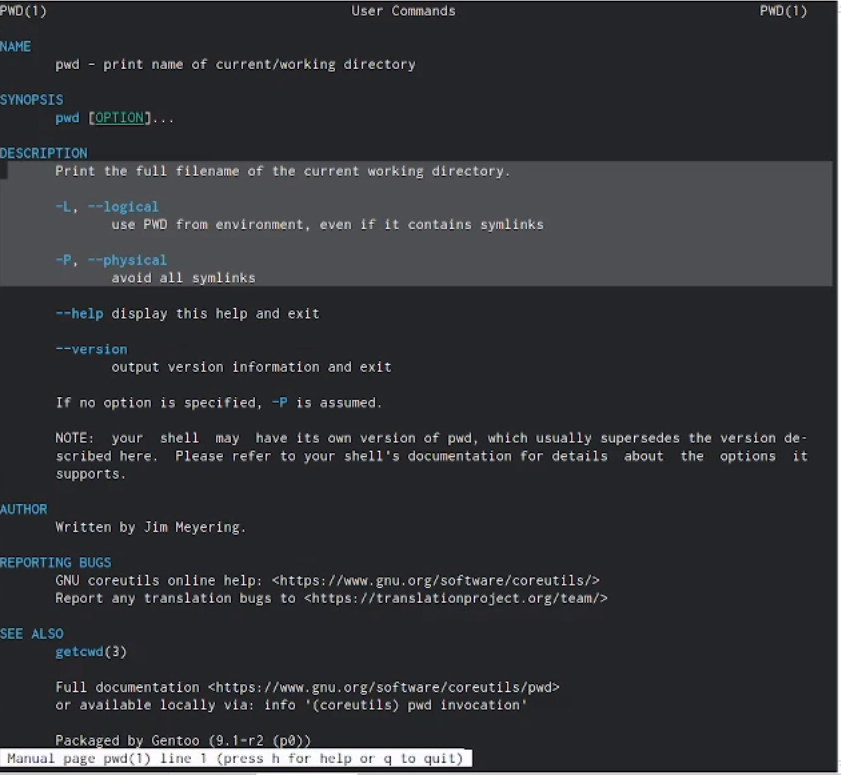 PWD(1) User Commands PWD(1)
NAME
pwd - print name of current/working directory
SYNOPSIS
pwd [OPTION]...
DESCRIPTION
Print the full filename of the current working directory.
-L, --logical
use PWD from environment, even if it contains symlinks
-P, --physical
avoid all symlinks
--help display this help and exit
--version
output version information and exit
If no option is specified, -P is assumed.
NOTE: your shell may have its own version of pwd, which usually supersedes the version de-
scribed here. Please refer to your shell's documentation for details about the options it
supports.
AUTHOR
Written by Jim Meyering.
REPORTING BUGS
GNU coreutils online help: <https://www.gnu.org/software/coreutils/>
Report any translation bugs to <https://translationproject.org/team/>
SEE ALSO
getcwd(3)
Full documentation <https://www.gnu.org/software/coreutils/pwd>
or available locally via: info '(coreutils) pwd invocation'
Packaged by Gentoo (9.1-r2 (p0))
Manual page pwd(1) line 1 (press h for help or q to quit)